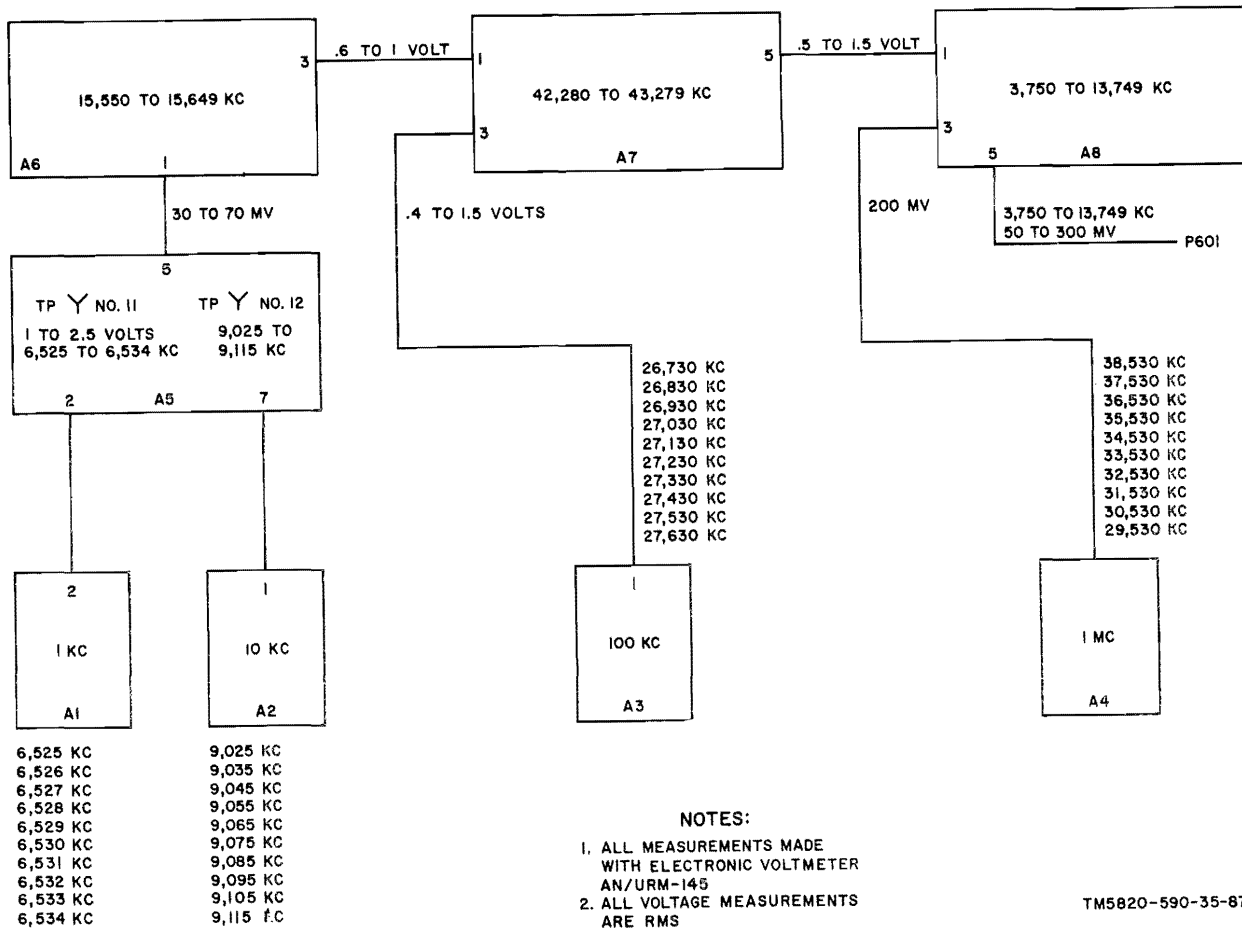 15,550 TO 15,649 KC
3
A6
1
.6 TO 1 VOLT
1
42,280 TO 43,279 KC
5
3
A7
.5 TO 1.5 VOLT
1
3,750 TO 13,749 KC
3
5
A8
30 TO 70 MV
.4 TO 1.5 VOLTS
200 MV
3,750 TO 13,749 KC
50 TO 300 MV
P601
5
TP Y NO. 11
1 TO 2.5 VOLTS
6,525 TO 6,534 KC
TP Y NO. 12
9,025 TO
9,115 KC
2
A5
7
26,730 KC
26,830 KC
26,930 KC
27,030 KC
27,130 KC
27,230 KC
27,330 KC
27,430 KC
27,530 KC
27,630 KC
38,530 KC
37,530 KC
36,530 KC
35,530 KC
34,530 KC
33,530 KC
32,530 KC
31,530 KC
30,530 KC
29,530 KC
2
1 KC
A1
1
10 KC
A2
1
100 KC
A3
1 MC
A4
6,525 KC
6,526 KC
6,527 KC
6,528 KC
6,529 KC
6,530 KC
6,531 KC
6,532 KC
6,533 KC
6,534 KC
9,025 KC
9,035 KC
9,045 KC
9,055 KC
9,065 KC
9,075 KC
9,085 KC
9,095 KC
9,105 KC
9,115 KC
NOTES:
1. ALL MEASUREMENTS MADE
WITH ELECTRONIC VOLTMETER
AN/URM-145
2. ALL VOLTAGE MEASUREMENTS
ARE RMS
TM5820-590-35-87